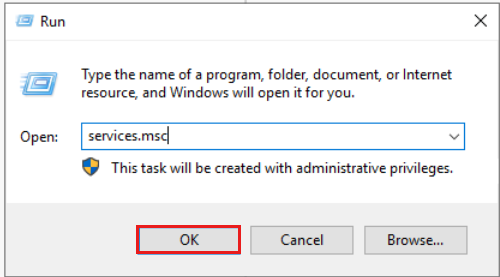 Run
Type the name of a program, folder, document, or Internet
resource, and Windows will open it for you.
Open: services.msc
This task will be created with administrative privileges.
OK Cancel Browse...